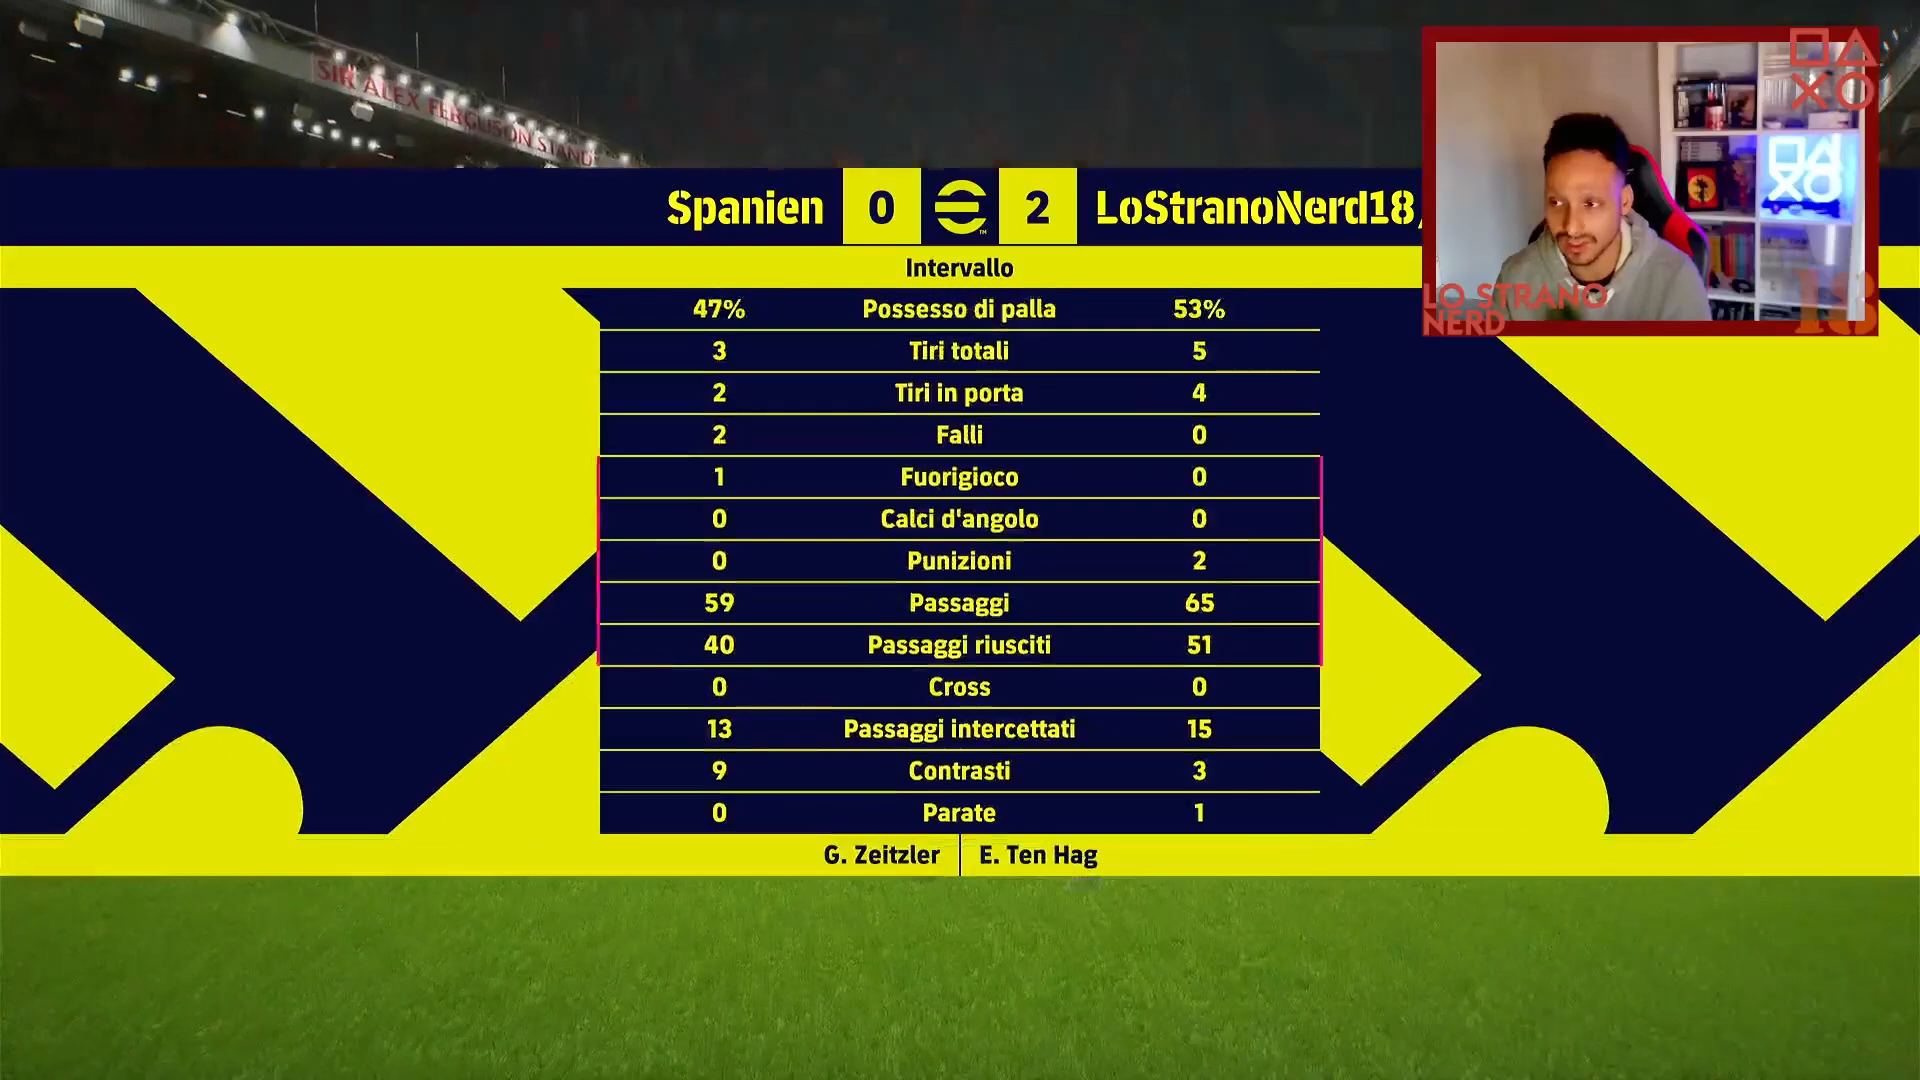 SIR ALEX FERGUSON STAND
Spanien 0 2 LoStranoNerd18
Intervallo
47% Possesso di palla 53%
3 Tiri totali 5
2 Tiri in porta 4
2 Falli 0
1 Fuorigioco 0
0 Calci d'angolo 0
0 Punizioni 2
59 Passaggi 65
40 Passaggi riusciti 51
0 Cross 0
13 Passaggi intercettati 15
9 Contrasti 3
0 Parate 1
G. Zeitzler E. Ten Hag
LO STRANO
NERD 18